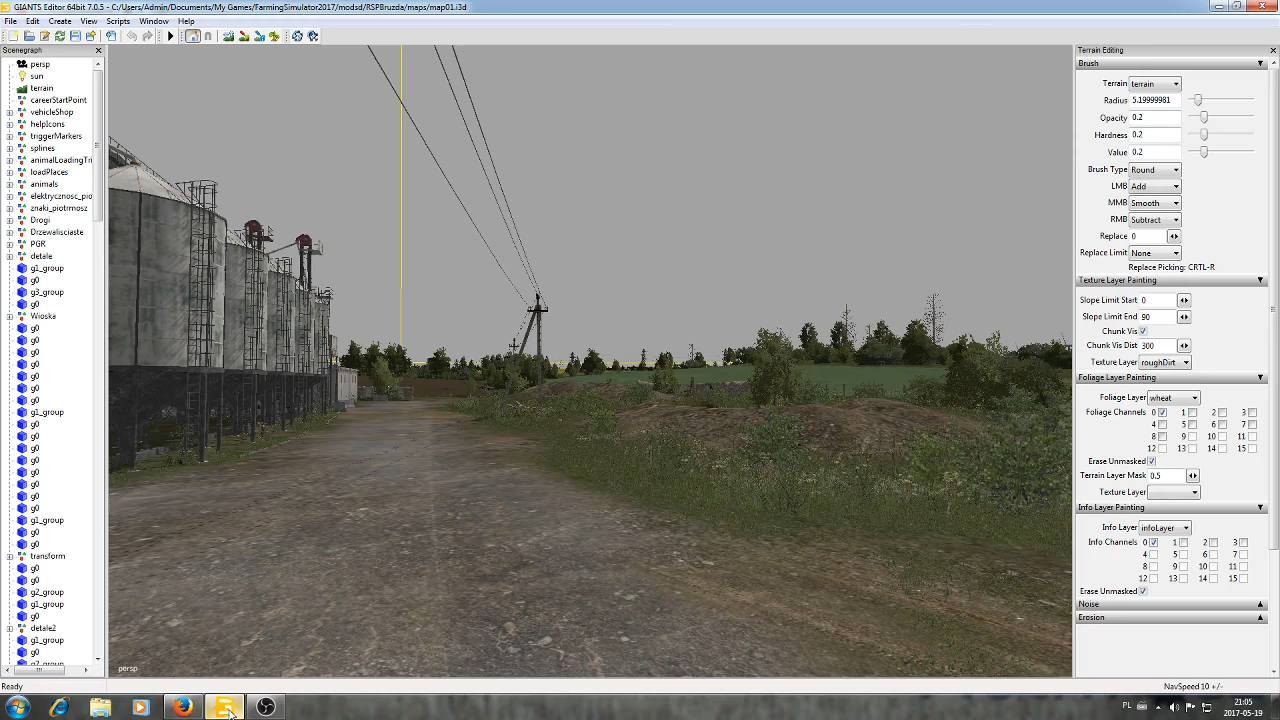 GIANTS Editor 64bit 7.0.5 - C:/Users/Admin/Documents/My Games/FarmingSimulator2017/modsd/RSPBruzda/maps/map01.i3d
File Edit Create View Scripts Window Help
Scenegraph
persp
sun
terrain
careerStartPoint
vehicleShop
helpIcons
triggerMarkers
splines
animalLoadingTri
loadPlaces
animals
elektrycznosc_pio
znaki_piotrmosz
Drogi
Drzewalisciaste
PGR
detale
g1_group
g0
g3_group
g0
Wioska
g0
g0
g0
g0
g0
g0
g1_group
g0
g0
g0
g0
g0
g0
g0
g0
g1_group
g0
g0
transform
g0
g0
g2_group
g1_group
g0
detale2
g1_group
g0
g2_group
persp
Terrain Editing
Brush
Terrain terrain
Radius 5.19999981
Opacity 0.2
Hardness 0.2
Value 0.2
Brush Type Round
LMB Add
MMB Smooth
RMB Subtract
Replace 0
Replace Limit None
Replace Picking: CRTL-R
Texture Layer Painting
Slope Limit Start 0
Slope Limit End 90
Chunk Vis
Chunk Vis Dist 300
Texture Layer roughDirt
Foliage Layer Painting
Foliage Layer wheat
Foliage Channels 0 1 2 3
4 5 6 7
8 9 10 11
12 13 14 15
Erase Unmasked
Terrain Layer Mask 0.5
Texture Layer
Info Layer Painting
Info Layer infoLayer
Info Channels 0 1 2 3
4 5 6 7
8 9 10 11
12 13 14 15
Erase Unmasked
Noise
Erosion
Ready
NavSpeed 10 +/-
PL
21:05
2017-05-19